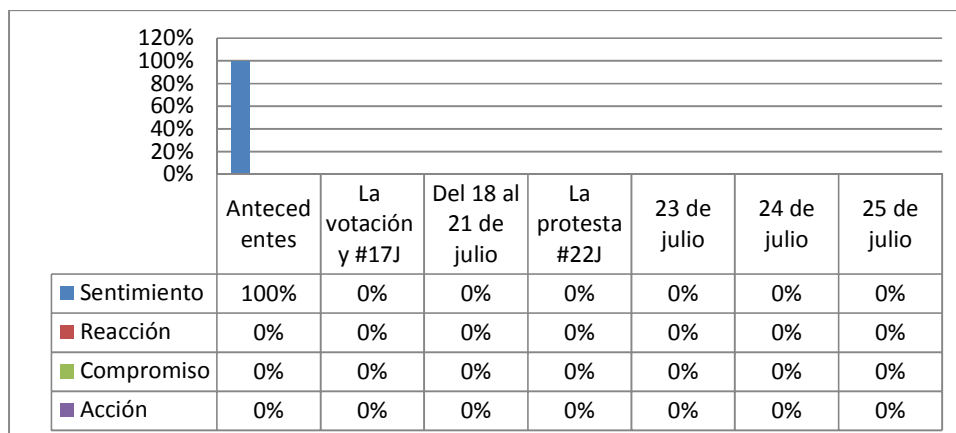 120%
100%
80%
60%
40%
20%
0%
Anteced
entes
La
votación
y #17J
Del 18 al
21 de
julio
La
protesta
#22J
23 de
julio
24 de
julio
25 de
julio
Sentimiento 100% 0% 0% 0% 0% 0% 0%
Reacción 0% 0% 0% 0% 0% 0% 0%
Compromiso 0% 0% 0% 0% 0% 0% 0%
Acción 0% 0% 0% 0% 0% 0% 0%